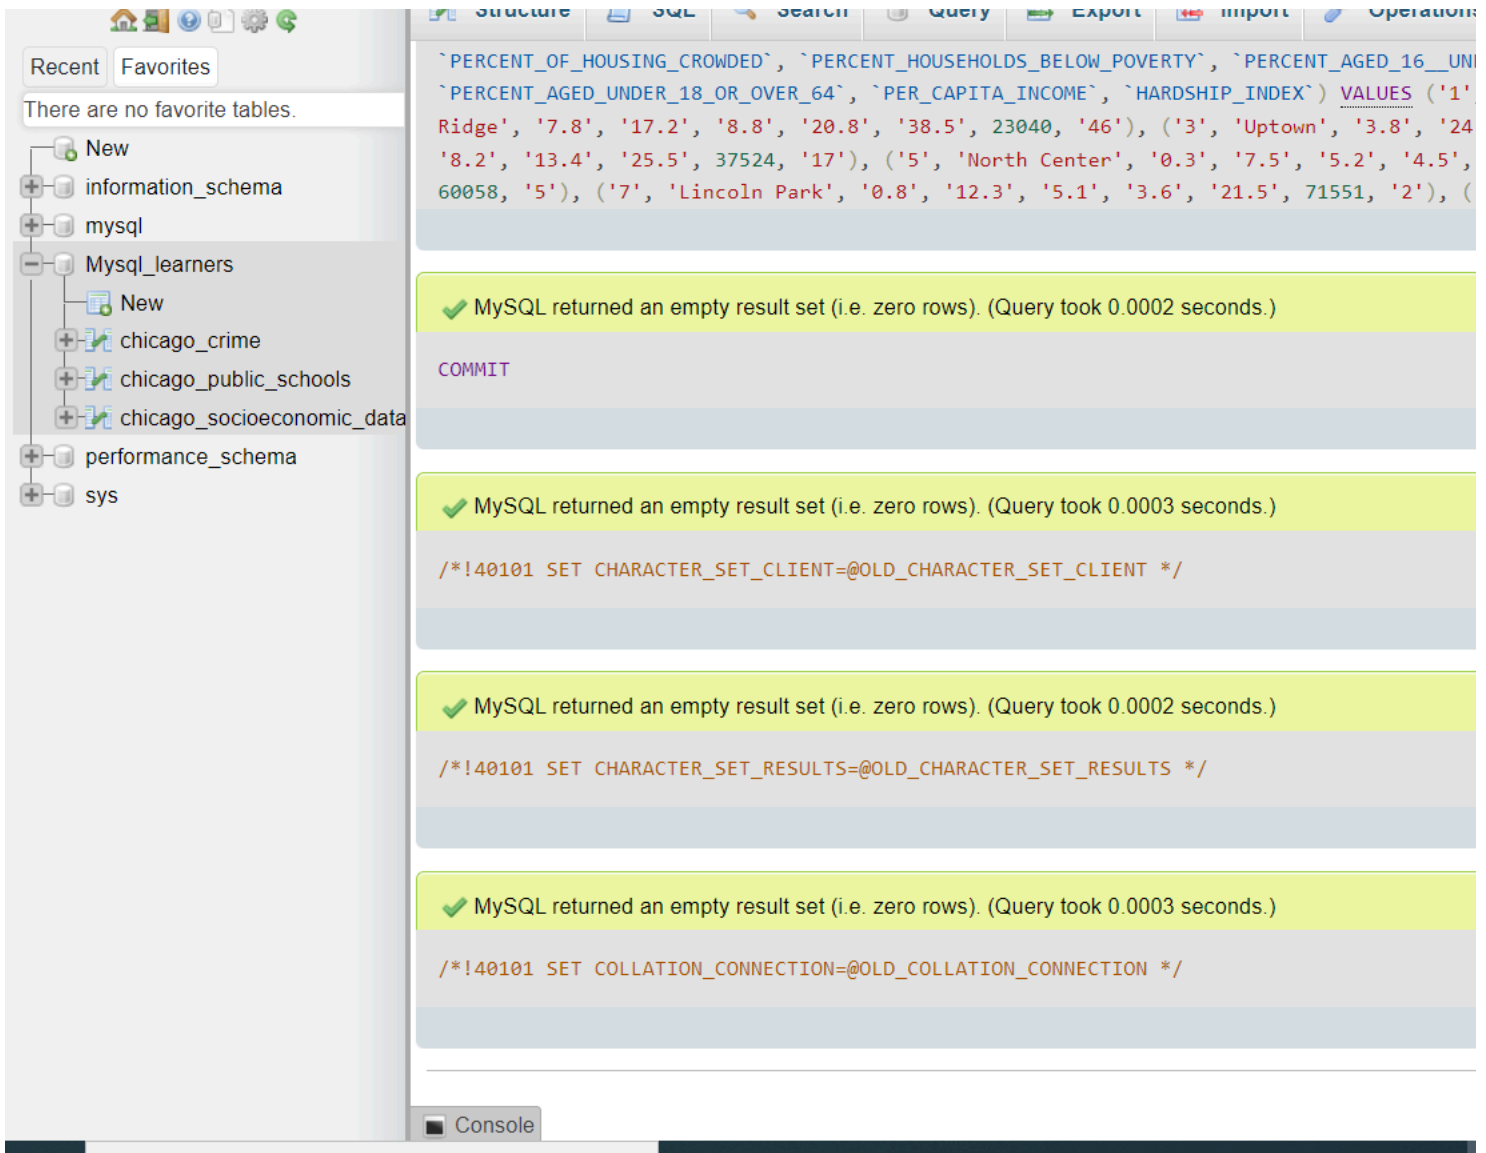 Structure SQL Search Query Export Import Operations
Recent Favorites
There are no favorite tables.
New
information_schema
mysql
Mysql_learners
New
chicago_crime
chicago_public_schools
chicago_socioeconomic_data
performance_schema
sys
`PERCENT_OF_HOUSING_CROWDED`, `PERCENT_HOUSEHOLDS_BELOW_POVERTY`, `PERCENT_AGED_16__UN
`PERCENT_AGED_UNDER_18_OR_OVER_64`, `PER_CAPITA_INCOME`, `HARDSHIP_INDEX`) VALUES ('1',
Ridge', '7.8', '17.2', '8.8', '20.8', '38.5', 23040, '46'), ('3', 'Uptown', '3.8', '24
'8.2', '13.4', '25.5', 37524, '17'), ('5', 'North Center', '0.3', '7.5', '5.2', '4.5',
60058, '5'), ('7', 'Lincoln Park', '0.8', '12.3', '5.1', '3.6', '21.5', 71551, '2'), (
MySQL returned an empty result set (i.e. zero rows). (Query took 0.0002 seconds.)
COMMIT
MySQL returned an empty result set (i.e. zero rows). (Query took 0.0003 seconds.)
/*!40101 SET CHARACTER_SET_CLIENT=@OLD_CHARACTER_SET_CLIENT */
MySQL returned an empty result set (i.e. zero rows). (Query took 0.0002 seconds.)
/*!40101 SET CHARACTER_SET_RESULTS=@OLD_CHARACTER_SET_RESULTS */
MySQL returned an empty result set (i.e. zero rows). (Query took 0.0003 seconds.)
/*!40101 SET COLLATION_CONNECTION=@OLD_COLLATION_CONNECTION */
Console